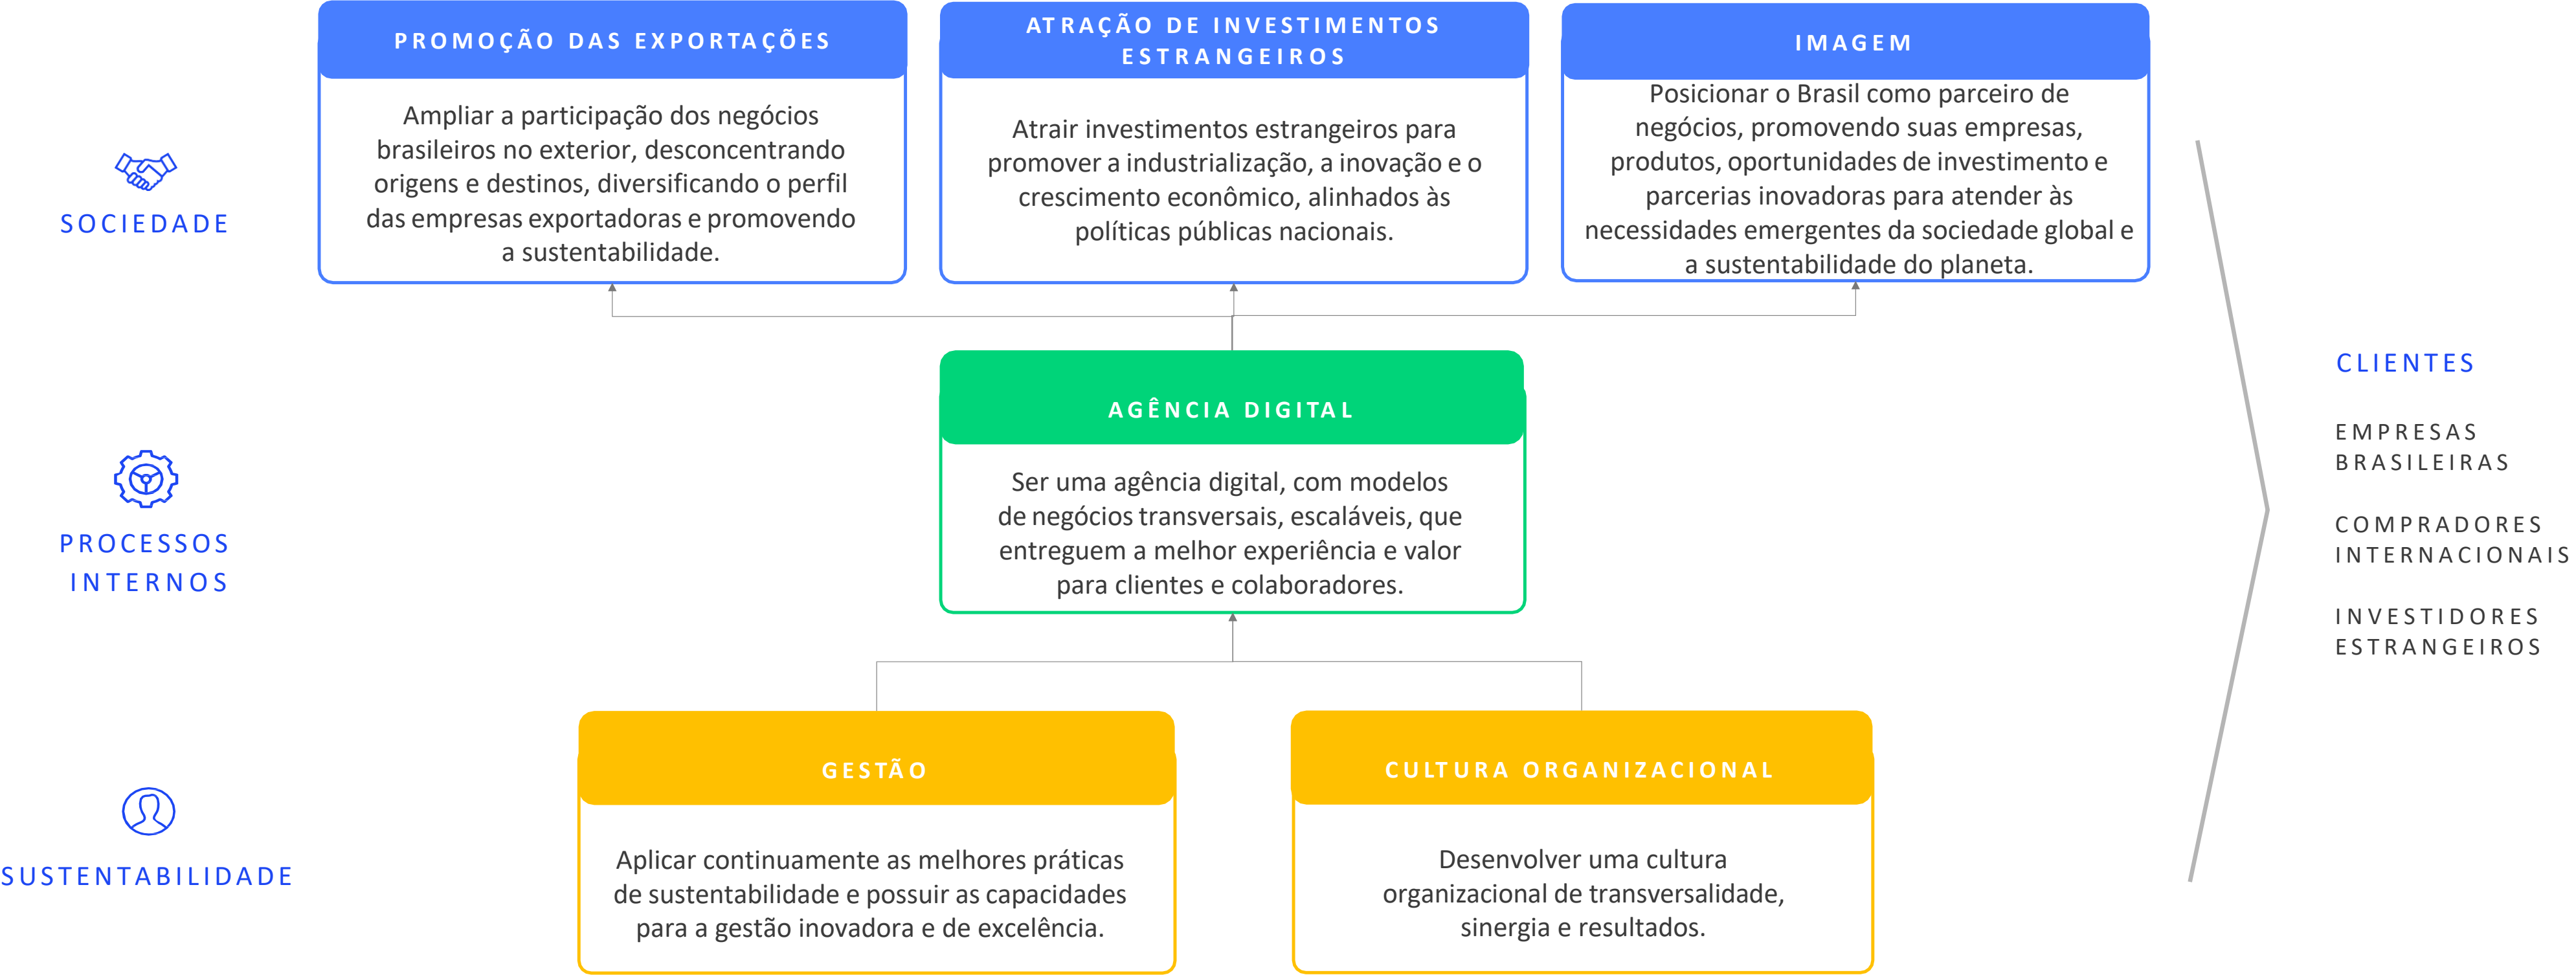 PROMOÇÃO DAS EXPORTAÇÕES
Ampliar a participação dos negócios
brasileiros no exterior, desconcentrando
origens e destinos, diversificando o perfil
das empresas exportadoras e promovendo
a sustentabilidade.
ATRAÇÃO DE INVESTIMENTOS
ESTRANGEIROS
Atrair investimentos estrangeiros para
promover a industrialização, a inovação e o
crescimento econômico, alinhados às
políticas públicas nacionais.
IMAGEM
Posicionar o Brasil como parceiro de
negócios, promovendo suas empresas,
produtos, oportunidades de investimento e
parcerias inovadoras para atender às
necessidades emergentes da sociedade global e
a sustentabilidade do planeta.
SOCIEDADE
AGÊNCIA DIGITAL
Ser uma agência digital, com modelos
de negócios transversais, escaláveis, que
entreguem a melhor experiência e valor
para clientes e colaboradores.
PROCESSOS
INTERNOS
GESTÃO
Aplicar continuamente as melhores práticas
de sustentabilidade e possuir as capacidades
para a gestão inovadora e de excelência.
CULTURA ORGANIZACIONAL
Desenvolver uma cultura
organizacional de transversalidade,
sinergia e resultados.
SUSTENTABILIDADE
CLIENTES
EMPRESAS
BRASILEIRAS
COMPRADORES
INTERNACIONAIS
INVESTIDORES
ESTRANGEIROS